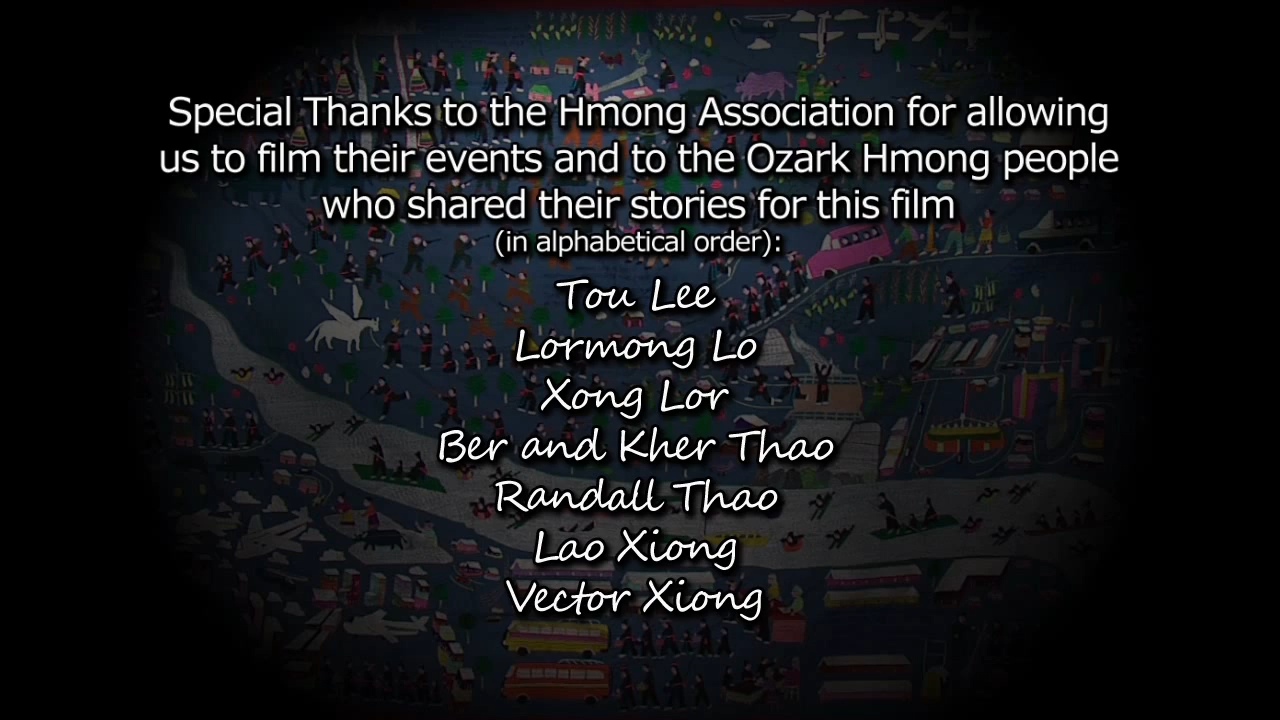 Special Thanks to the Hmong Association for allowing
us to film their events and to the Ozark Hmong people
who shared their stories for this film
(in alphabetical order):
Tou Lee
Lormong Lo
Xong Lor
Ber and Kher Thao
Randall Thao
Lao Xiong
Vector Xiong